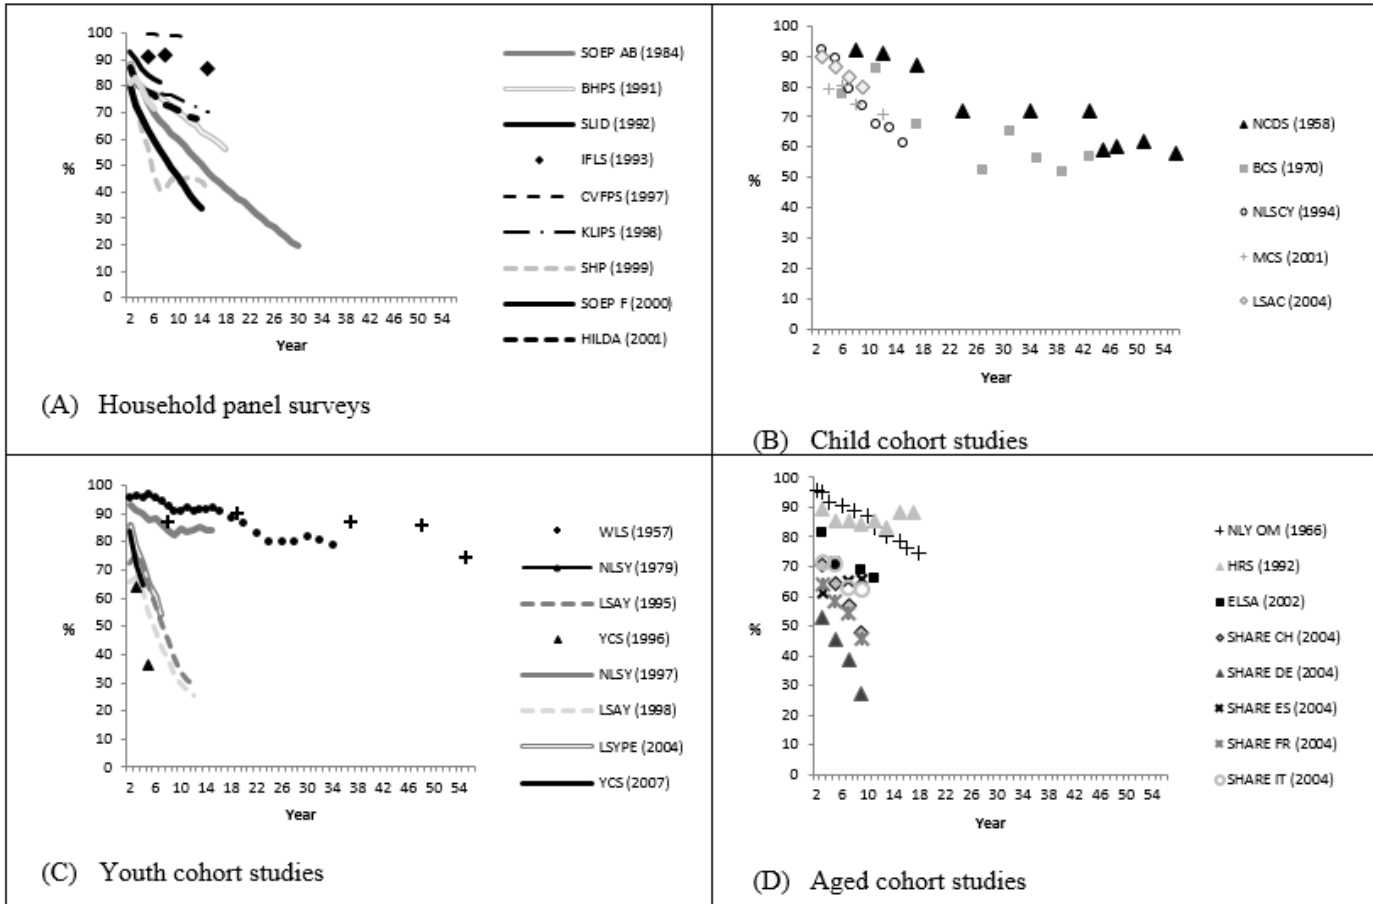 100
90
80
70
60
50
40
30
20
10
0
%
2 6 10 14 18 22 26 30 34 38 42 46 50 54
Year
SOEP AB (1984)
BHPS (1991)
SLID (1992)
IFLS (1993)
CVFPS (1997)
KLIPS (1998)
SHP (1999)
SOEP F (2000)
HILDA (2001)
(A) Household panel surveys
100
90
80
70
60
50
40
30
20
10
0
%
2 6 10 14 18 22 26 30 34 38 42 46 50 54
Year
NCDS (1958)
BCS (1970)
NLSCY (1994)
MCS (2001)
LSAC (2004)
(B) Child cohort studies
100
90
80
70
60
50
40
30
20
10
0
%
2 6 10 14 18 22 26 30 34 38 42 46 50 54
Year
WLS (1957)
NLSY (1979)
LSAY (1995)
YCS (1996)
NLSY (1997)
LSAY (1998)
LSYPE (2004)
YCS (2007)
(C) Youth cohort studies
100
90
80
70
60
50
40
30
20
10
0
%
2 6 10 14 18 22 26 30 34 38 42 46 50 54
Year
NLY OM (1966)
HRS (1992)
ELSA (2002)
SHARE CH (2004)
SHARE DE (2004)
SHARE ES (2004)
SHARE FR (2004)
SHARE IT (2004)
(D) Aged cohort studies